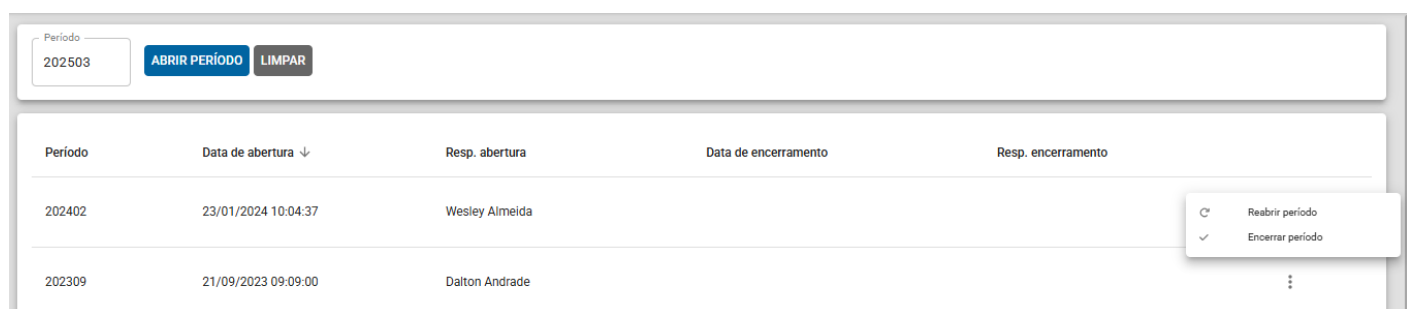 Período
202503
ABRIR PERÍODO LIMPAR
Período Data de abertura Resp. abertura Data de encerramento Resp. encerramento
202402 23/01/2024 10:04:37 Wesley Almeida
Reabrir período
Encerrar período
202309 21/09/2023 09:09:00 Dalton Andrade